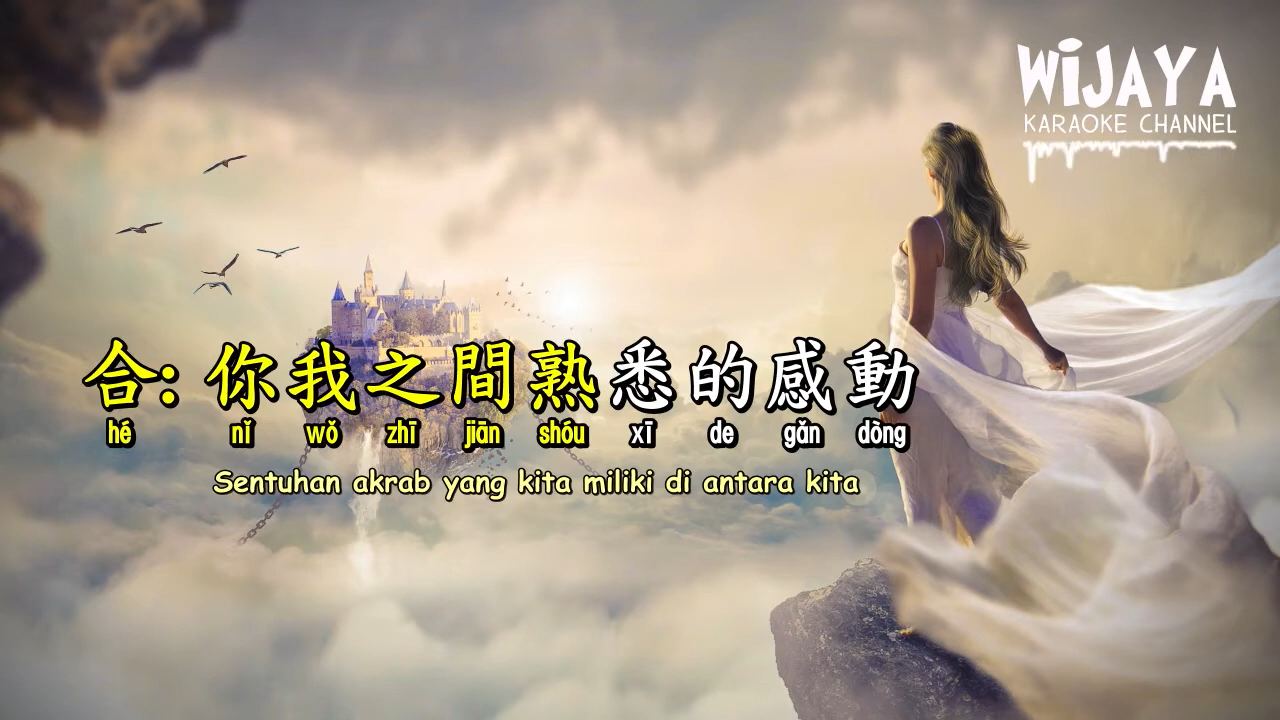 WiJAYA
KARAOKE CHANNEL
合: 你我之間熟悉的感動
hé nǐ wǒ zhī jiān shóu xī de gǎn dòng
Sentuhan akrab yang kita miliki di antara kita